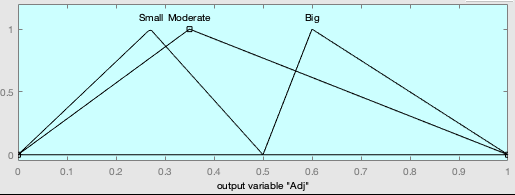 Small Moderate Big
1
0.5
0
0 0.1 0.2 0.3 0.4 0.5 0.6 0.7 0.8 0.9 1
output variable "Adj"